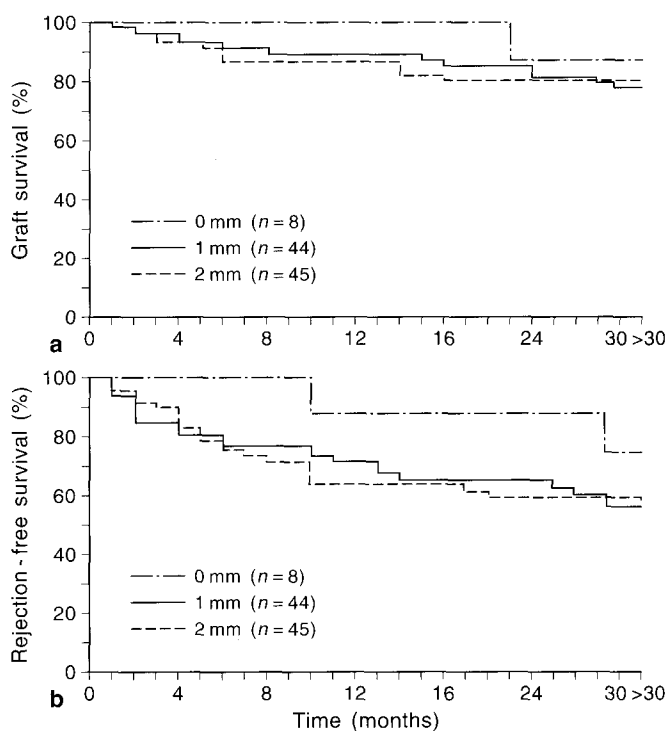 Graft survival (%)
100
80
60
40
20
0
0 mm (n = 8)
1 mm (n = 44)
2 mm (n = 45)
a
0 4 8 12 16 24 30 >30
Rejection-free survival (%)
100
80
60
40
20
0
0 mm (n = 8)
1 mm (n = 44)
2 mm (n = 45)
b
0 4 8 12 16 24 30 >30
Time (months)